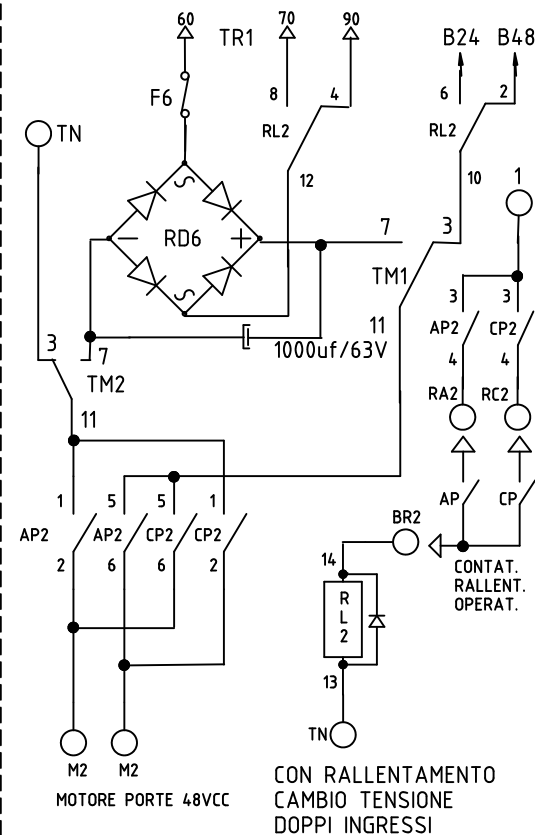 60 70 90
TR1
B24 B48
F6
8 4
RL2
6 2
RL2
TN
12
10
1
RD6
7 3
TM1
11
3 3
AP2 CP2
4 4
1000uf/63V
3 7
TM2
11
RA2 RC2
1 5 5 1
AP2 AP2 CP2 CP2
2 6 6 2
AP CP
BR2
14
CONTAT.
RALLENT.
OPERAT.
R
L
2
13
TN
M2 M2
MOTORE PORTE 48VCC
CON RALLENTAMENTO
CAMBIO TENSIONE
DOPPI INGRESSI